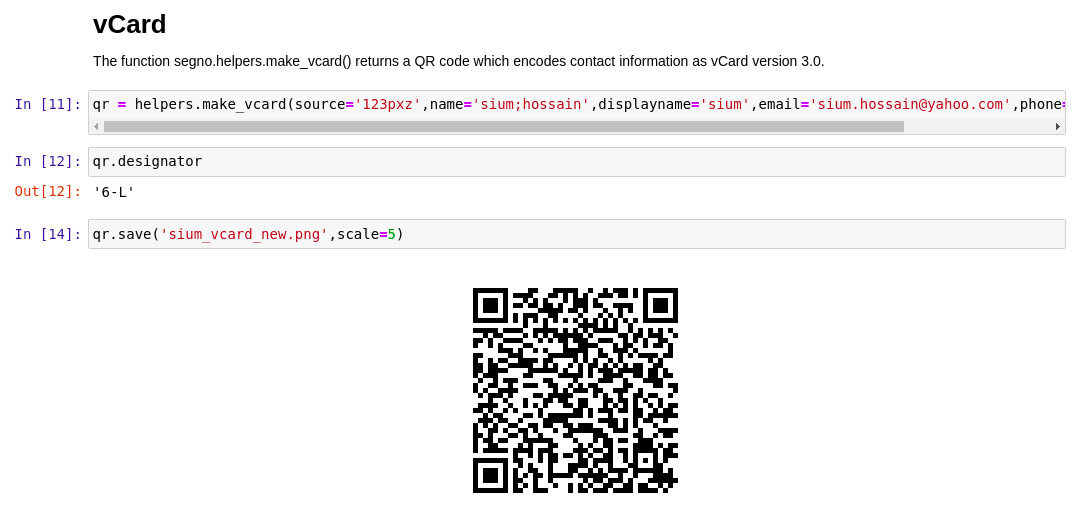 vCard
The function segno.helpers.make_vcard() returns a QR code which encodes contact information as vCard version 3.0.
In [11]: qr = helpers.make_vcard(source='123pxz',name='sium;hossain',displayname='sium',email='sium.hossain@yahoo.com',phone=
In [12]: qr.designator
Out[12]: '6-L'
In [14]: qr.save('sium_vcard_new.png',scale=5)